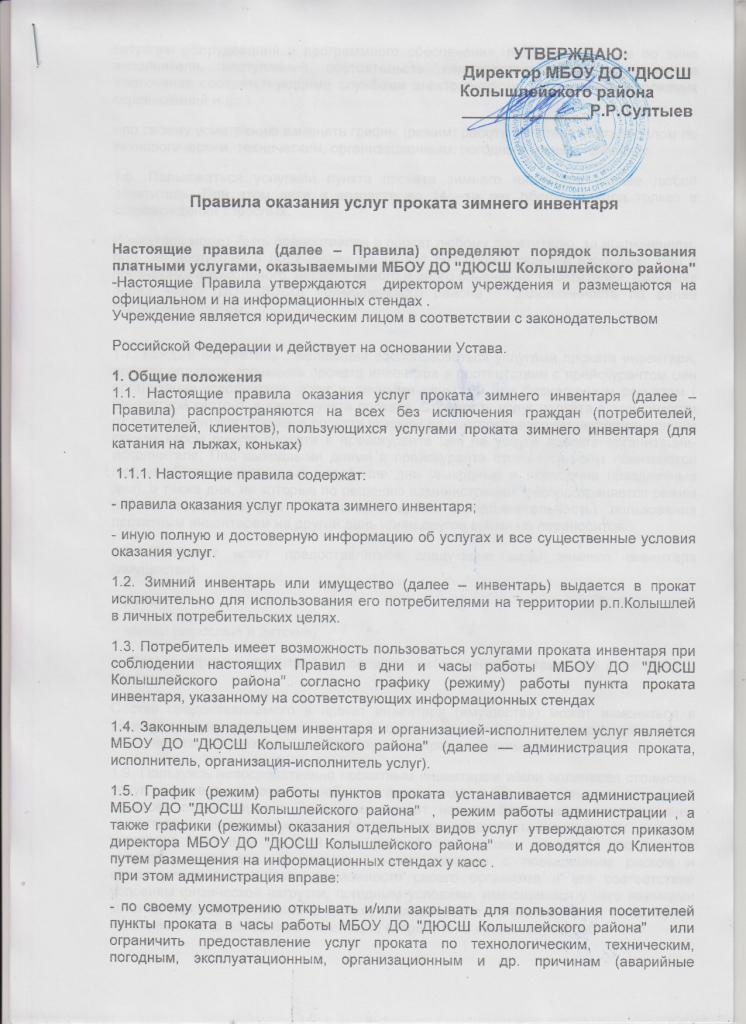 УТВЕРЖДАЮ:
Директор МБОУ ДО "ДЮСШ
Колышлейского района
Р.Р.Султыев
Правила оказания услуг проката зимнего инвентаря
Настоящие правила (далее – Правила) определяют порядок пользования
платными услугами, оказываемыми МБОУ ДО "ДЮСШ Колышлейского района"
-Настоящие Правила утверждаются директором учреждения и размещаются на
официальном и на информационных стендах .
Учреждение является юридическим лицом в соответствии с законодательством
Российской Федерации и действует на основании Устава.
1. Общие положения
1.1. Настоящие правила оказания услуг проката зимнего инвентаря (далее –
Правила) распространяются на всех без исключения граждан (потребителей,
посетителей, клиентов), пользующихся услугами проката зимнего инвентаря (для
катания на лыжах, коньках)
1.1.1. Настоящие правила содержат:
- правила оказания услуг проката зимнего инвентаря;
- иную полную и достоверную информацию об услугах и все существенные условия
оказания услуг.
1.2. Зимний инвентарь или имущество (далее – инвентарь) выдается в прокат
исключительно для использования его потребителями на территории р.п.Колышлей
в личных потребительских целях.
1.3. Потребитель имеет возможность пользоваться услугами проката инвентаря при
соблюдении настоящих Правил в дни и часы работы МБОУ ДО "ДЮСШ
Колышлейского района" согласно графику (режиму) работы пункта проката
инвентаря, указанному на соответствующих информационных стендах
1.4. Законным владельцем инвентаря и организацией-исполнителем услуг является
МБОУ ДО "ДЮСШ Колышлейского района" (далее — администрация проката,
исполнитель, организация-исполнитель услуг).
1.5. График (режим) работы пунктов проката устанавливается администрацией
МБОУ ДО "ДЮСШ Колышлейского района" , режим работы администрации , а
также графики (режимы) оказания отдельных видов услуг утверждаются приказом
директора МБОУ ДО "ДЮСШ Колышлейского района" и доводятся до Клиентов
путем размещения на информационных стендах у касс .
при этом администрация вправе:
- по своему усмотрению открывать и/или закрывать для пользования посетителей
пункты проката в часы работы МБОУ ДО "ДЮСШ Колышлейского района" или
ограничить предоставление услуг проката по технологическим, техническим,
погодным, эксплуатационным, организационным и др. причинам (аварийные